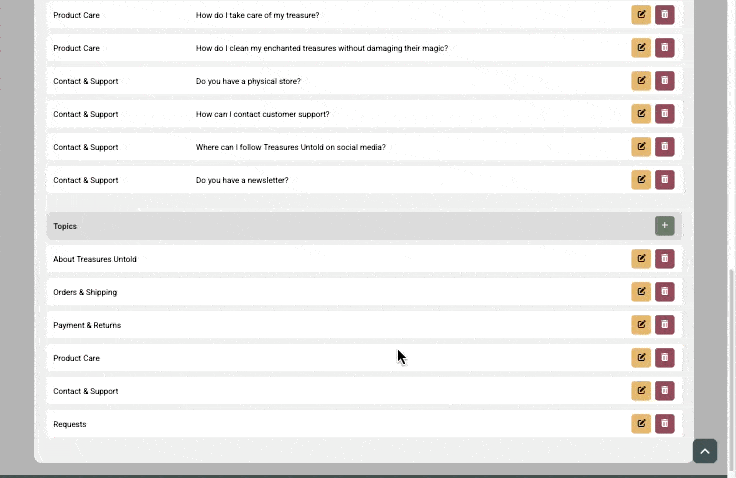 Product Care How do I take care of my treasure?
Product Care How do I clean my enchanted treasures without damaging their magic?
Contact & Support Do you have a physical store?
Contact & Support How can I contact customer support?
Contact & Support Where can I follow Treasures Untold on social media?
Contact & Support Do you have a newsletter?
Topics +
About Treasures Untold
Orders & Shipping
Payment & Returns
Product Care
Contact & Support
Requests